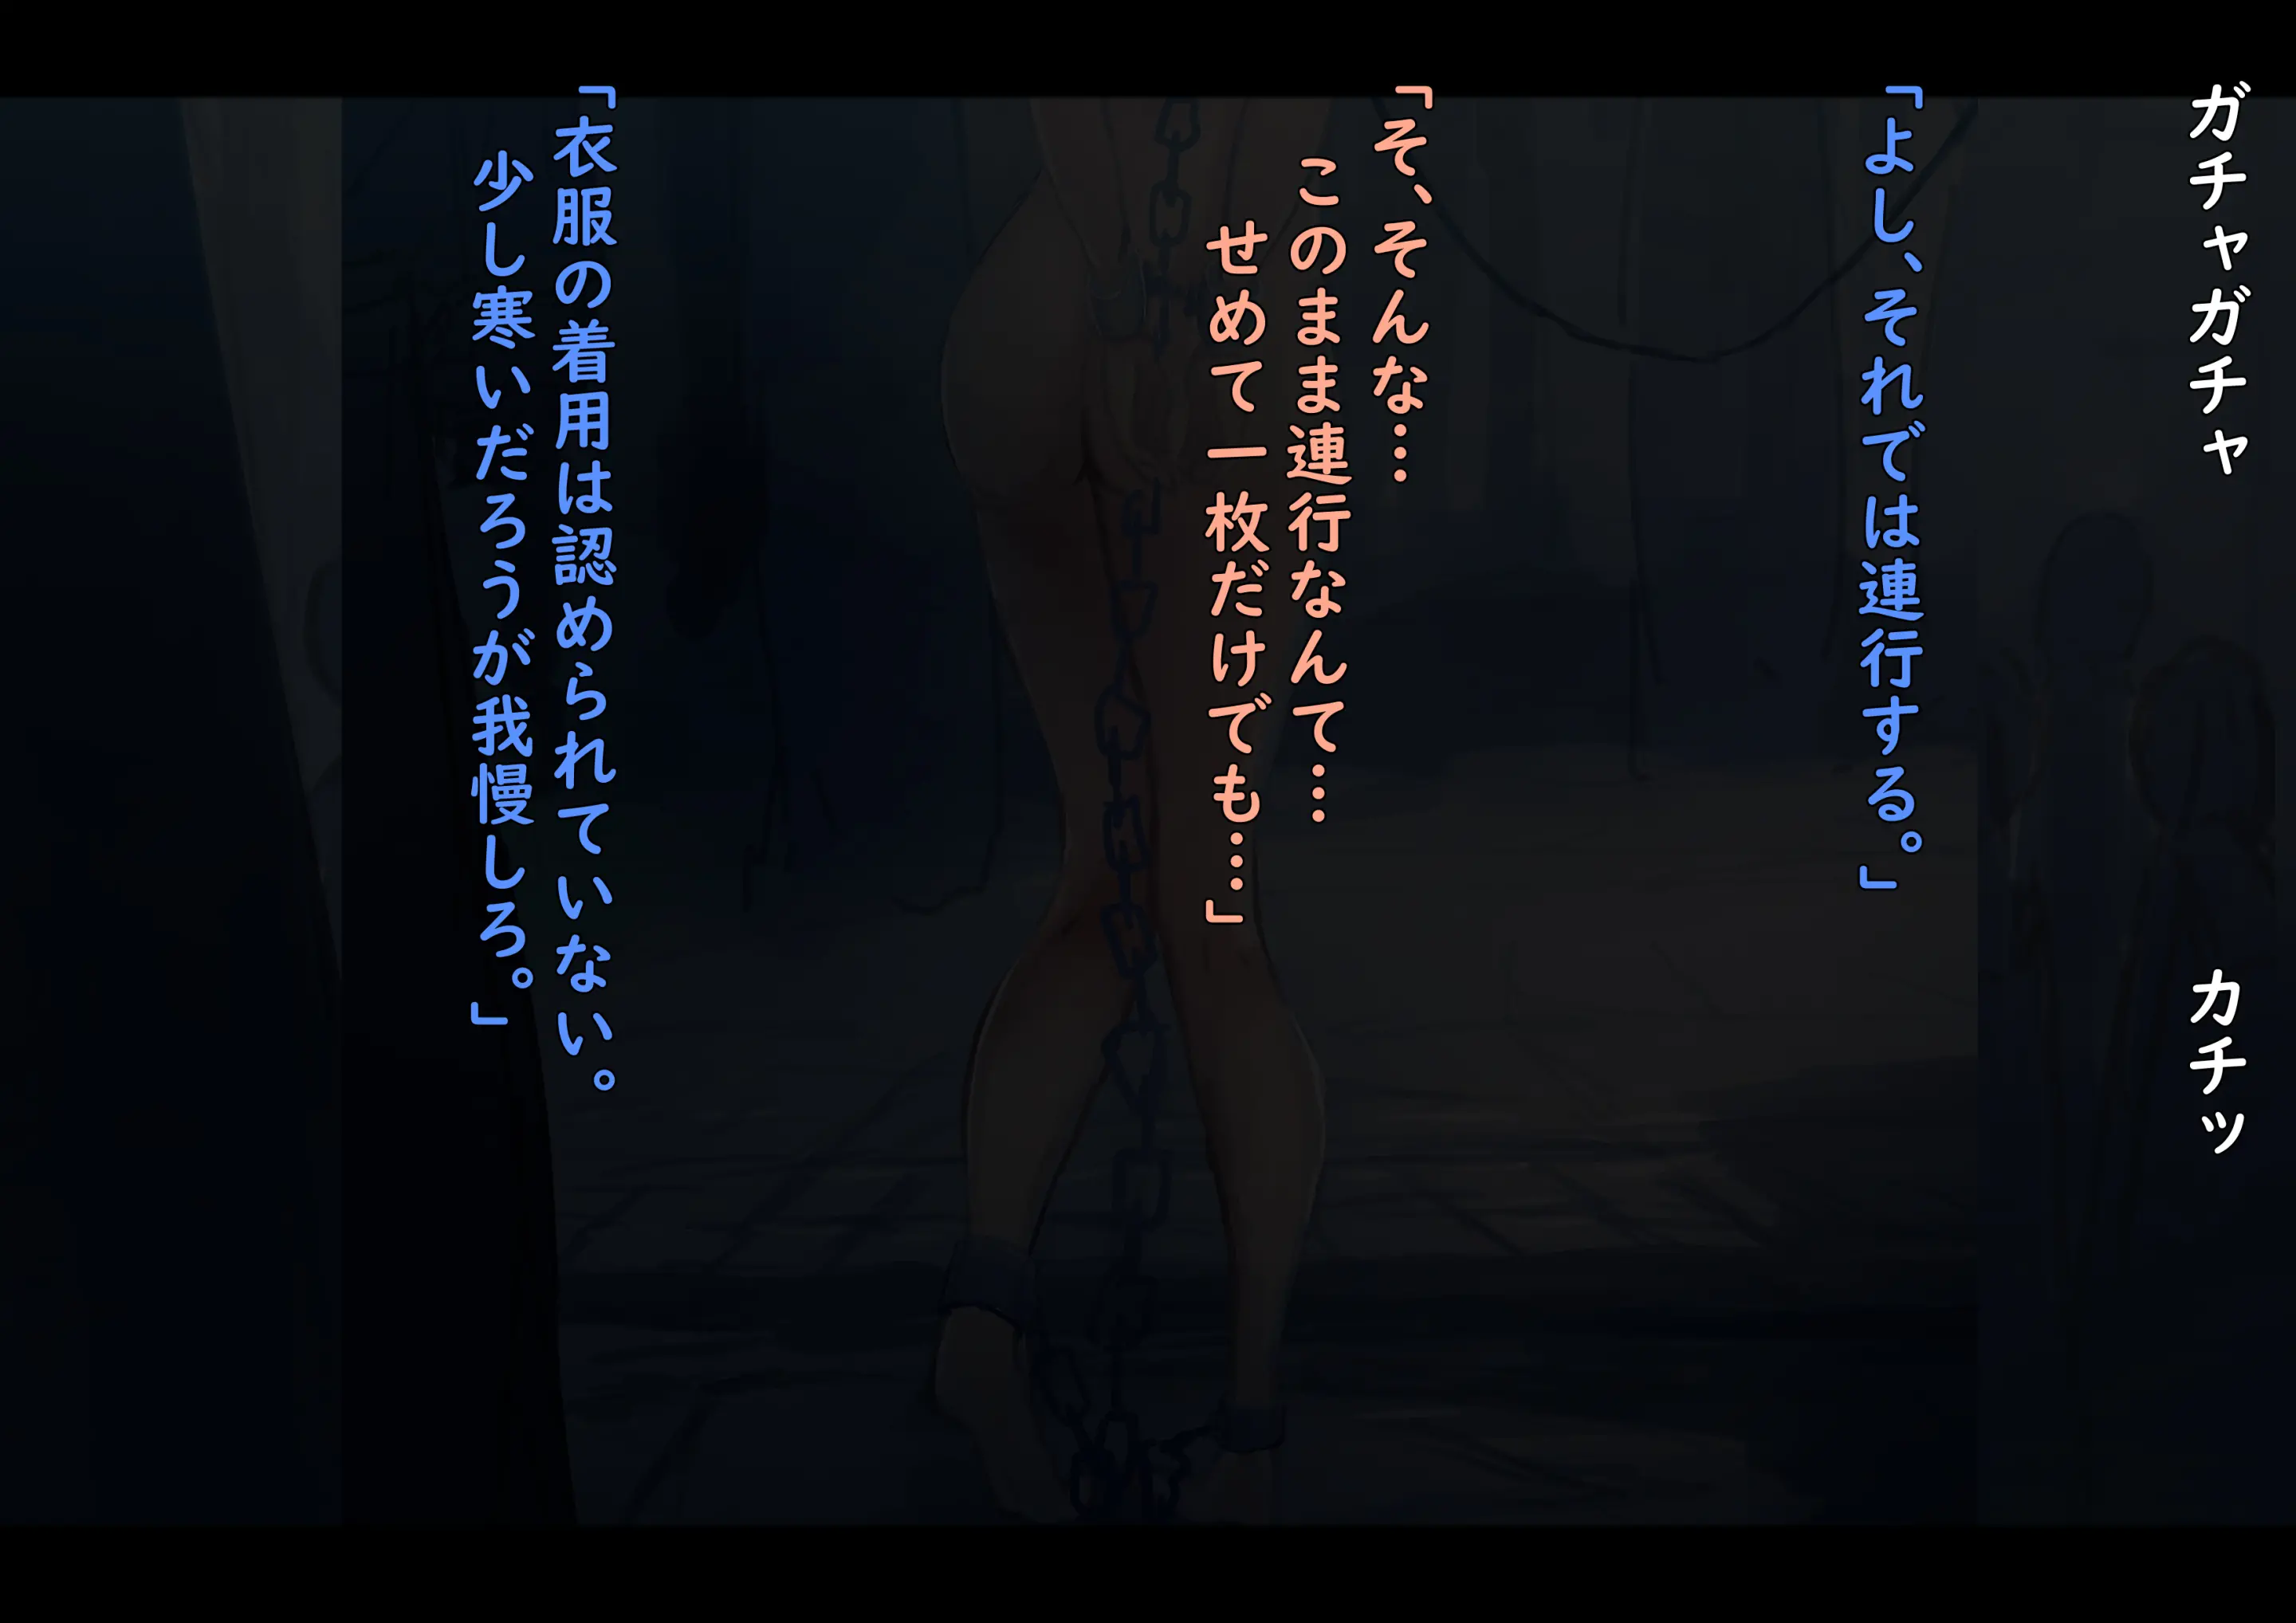 ガチャガチャ　カチッ
「よし、それでは連行する。」
「そ、そんな…
このまま連行なんて…
せめて一枚だけでも…」
「衣服の着用は認められていない。
少し寒いだろうが我慢しろ。」